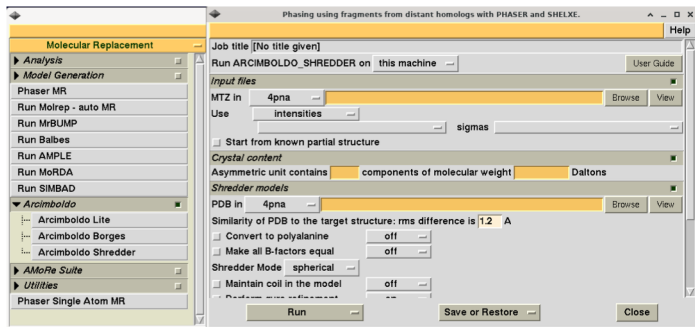 Phasing using fragments from distant homologs with PHASER and SHELXE.
Help
Molecular Replacement
Analysis
Model Generation
Phaser MR
Run Molrep - auto MR
Run MrBUMP
Run Balbes
Run AMPLE
Run MoRDA
Run SIMBAD
Arcimboldo
Arcimboldo Lite
Arcimboldo Borges
Arcimboldo Shredder
AMoRe Suite
Utilities
Phaser Single Atom MR
Job title [No title given]
Run ARCIMBOLDO_SHREDDER on this machine User Guide
Input files
MTZ in 4pna Browse View
Use intensities
sigmas
Start from known partial structure
Crystal content
Asymmetric unit contains components of molecular weight Daltons
Shredder models
PDB in 4pna Browse View
Similarity of PDB to the target structure: rms difference is 1.2 A
Convert to polyalanine off
Make all B-factors equal off
Shredder Mode spherical
Maintain coil in the model off
Perform gyre refinement on
Run Save or Restore Close